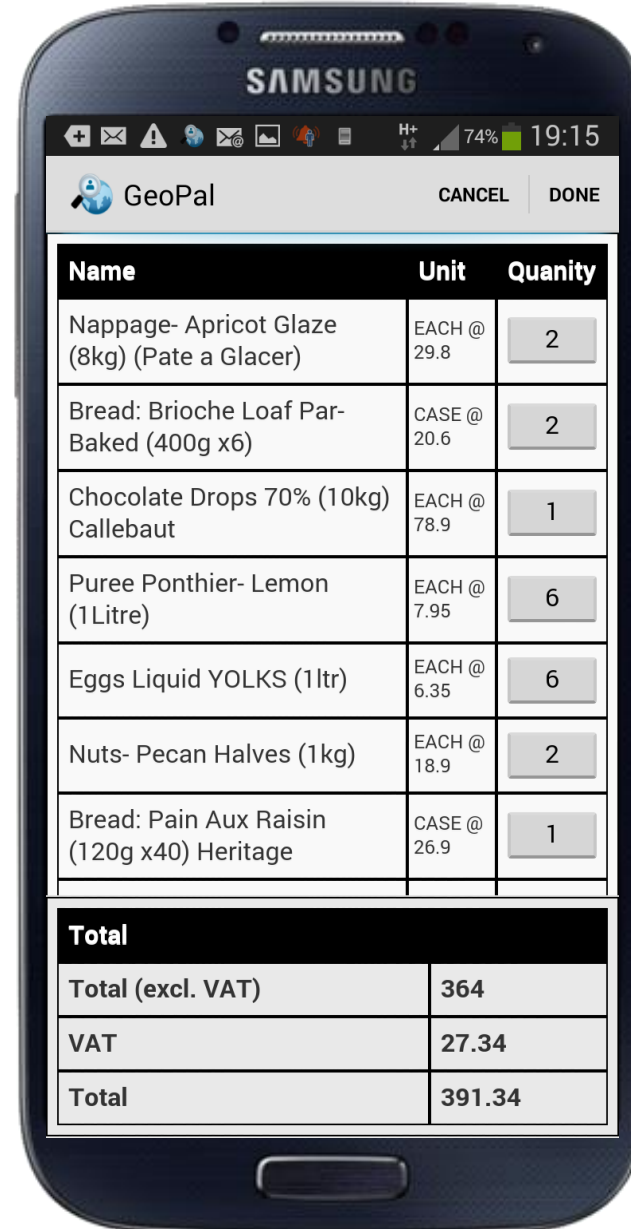 SAMSUNG
H+ 74% 19:15
GeoPal CANCEL DONE
Name Unit Quanity
Nappage- Apricot Glaze
(8kg) (Pate a Glacer)
EACH @
29.8
2
Bread: Brioche Loaf Par-
Baked (400g x6)
CASE @
20.6
2
Chocolate Drops 70% (10kg)
Callebaut
EACH @
78.9
1
Puree Ponthier- Lemon
(1Litre)
EACH @
7.95
6
Eggs Liquid YOLKS (1ltr)
EACH @
6.35
6
Nuts- Pecan Halves (1kg)
EACH @
18.9
2
Bread: Pain Aux Raisin
(120g x40) Heritage
CASE @
26.9
1
Total
Total (excl. VAT) 364
VAT 27.34
Total 391.34